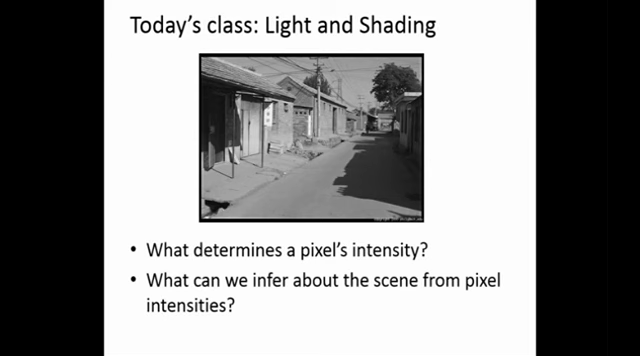 Today's class: Light and Shading
• What determines a pixel's intensity?
• What can we infer about the scene from pixel
intensities?